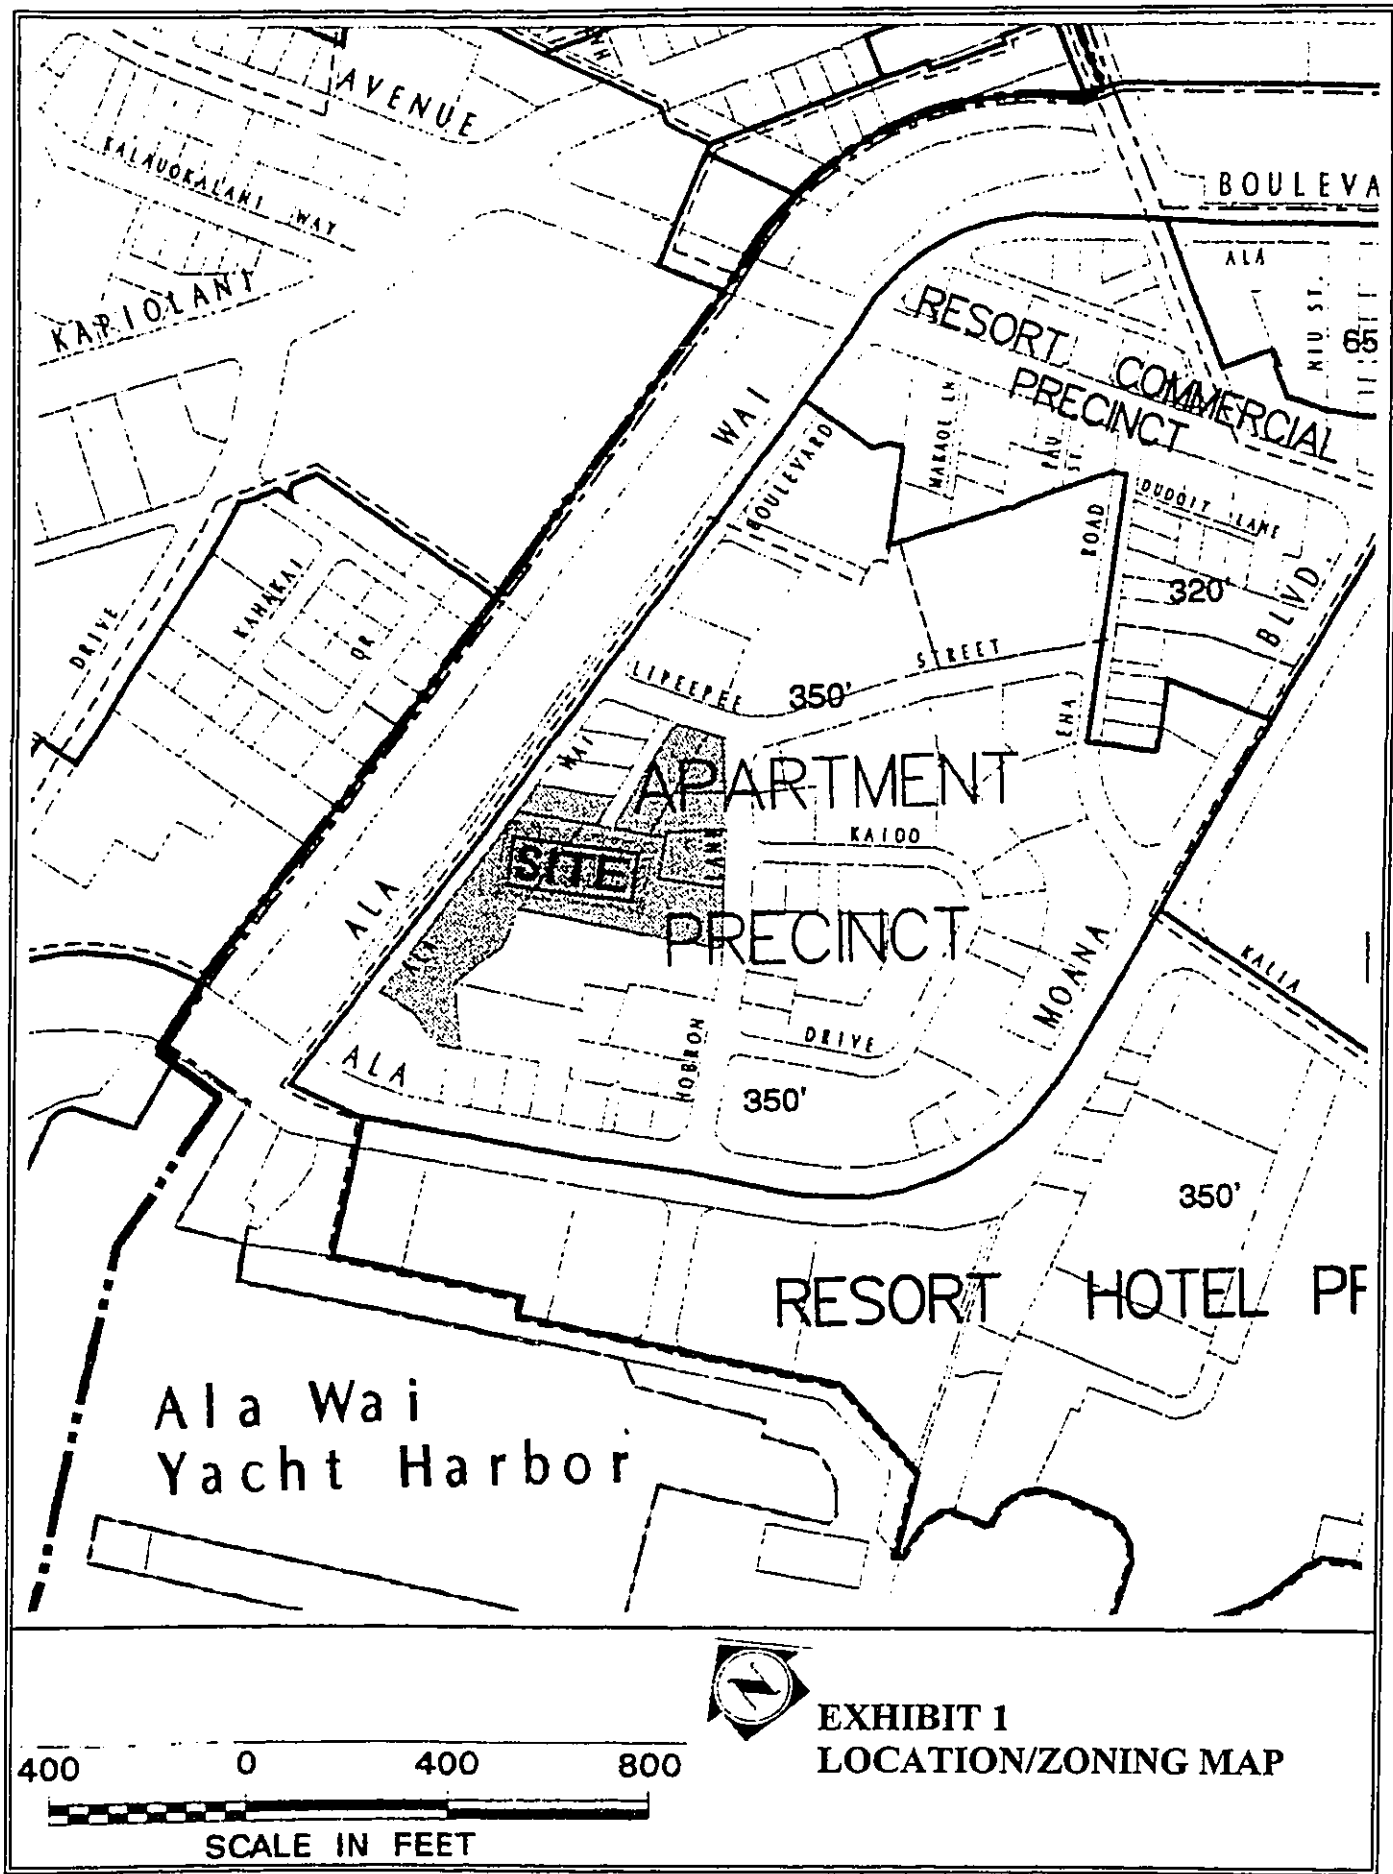 AVENUE
KALAUOKALANI WAY
KAPIOLANI
BOULEVA
ALA
NIU ST.
65
RESORT COMMERCIAL
PRECINCT
WAI
BOULEVARD
MAKAOE LN
PAU ST.
ROAD
DUDOIT LANE
320'
BLVD.
DRIVE
KAHAKAI
DR
LIPEEPEE
STREET
350'
ENA
WAI
APARTMENT
KAIOO
LANE
SITE
ALA
ALA
PRECINCT
MOANA
KALIA
ALA
HOBRON
DRIVE
350'
350'
RESORT HOTEL PR
Ala Wai
Yacht Harbor
N
EXHIBIT 1
LOCATION/ZONING MAP
400 0 400 800
SCALE IN FEET